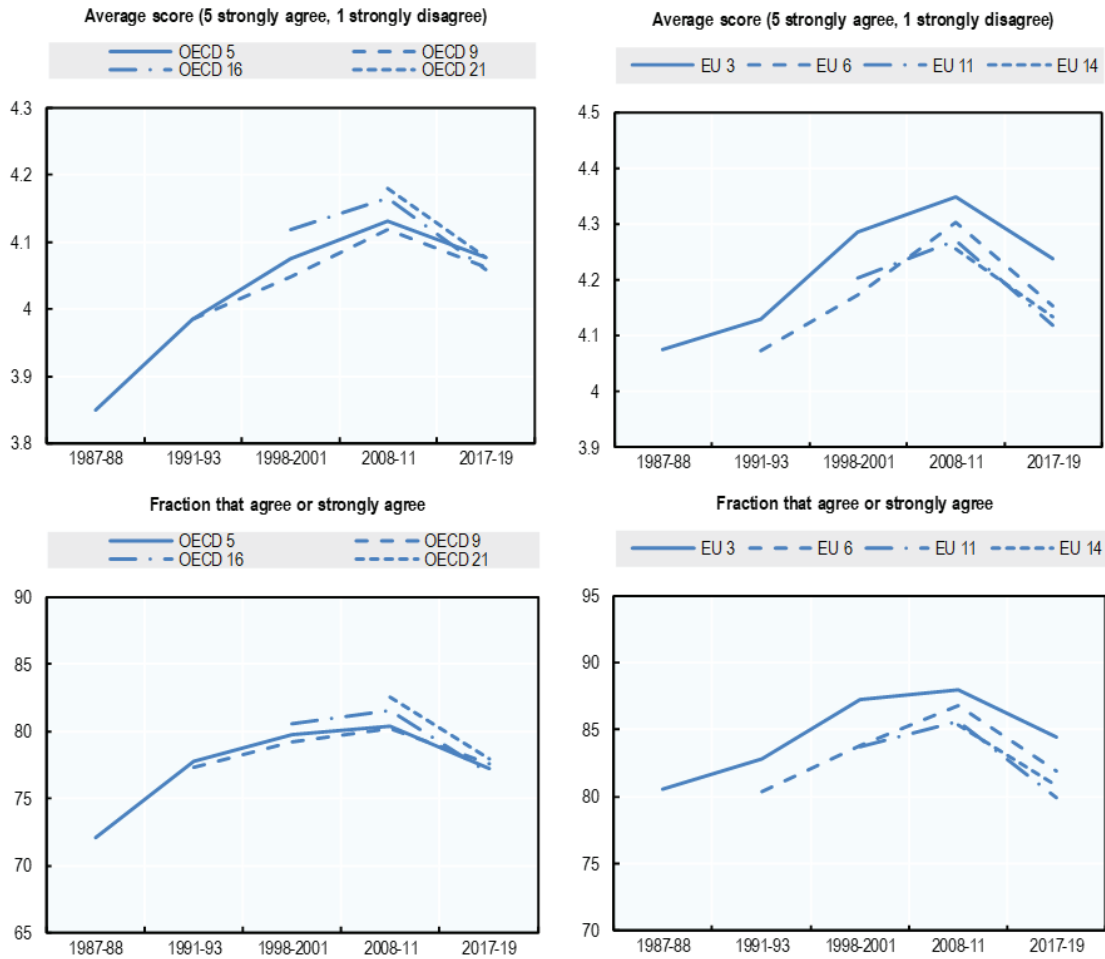 Average score (5 strongly agree, 1 strongly disagree)
OECD 5 OECD 9
OECD 16 OECD 21
4.3
4.2
4.1
4
3.9
3.8
1987-88 1991-93 1998-2001 2008-11 2017-19
Average score (5 strongly agree, 1 strongly disagree)
EU 3 EU 6 EU 11 EU 14
4.5
4.4
4.3
4.2
4.1
4
3.9
1987-88 1991-93 1998-2001 2008-11 2017-19
Fraction that agree or strongly agree
OECD 5 OECD 9
OECD 16 OECD 21
90
85
80
75
70
65
1987-88 1991-93 1998-2001 2008-11 2017-19
Fraction that agree or strongly agree
EU 3 EU 6 EU 11 EU 14
95
90
85
80
75
70
1987-88 1991-93 1998-2001 2008-11 2017-19